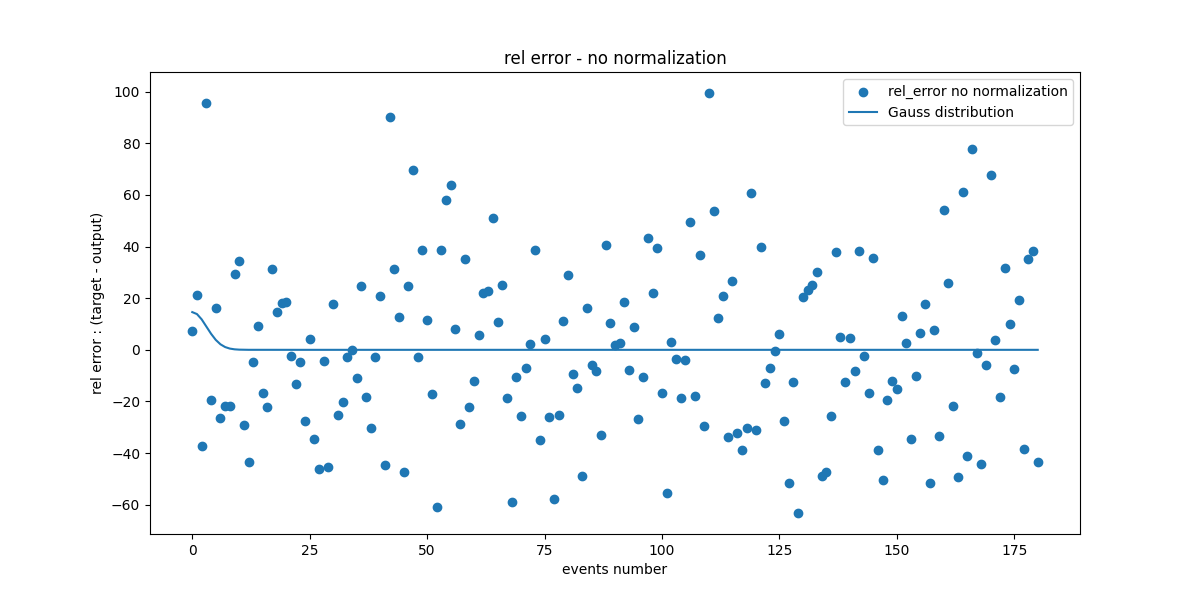 rel error - no normalization
rel_error no normalization
Gauss distribution
rel error : (target - output)
100
80
60
40
20
0
−20
−40
−60
0 25 50 75 100 125 150 175
events number